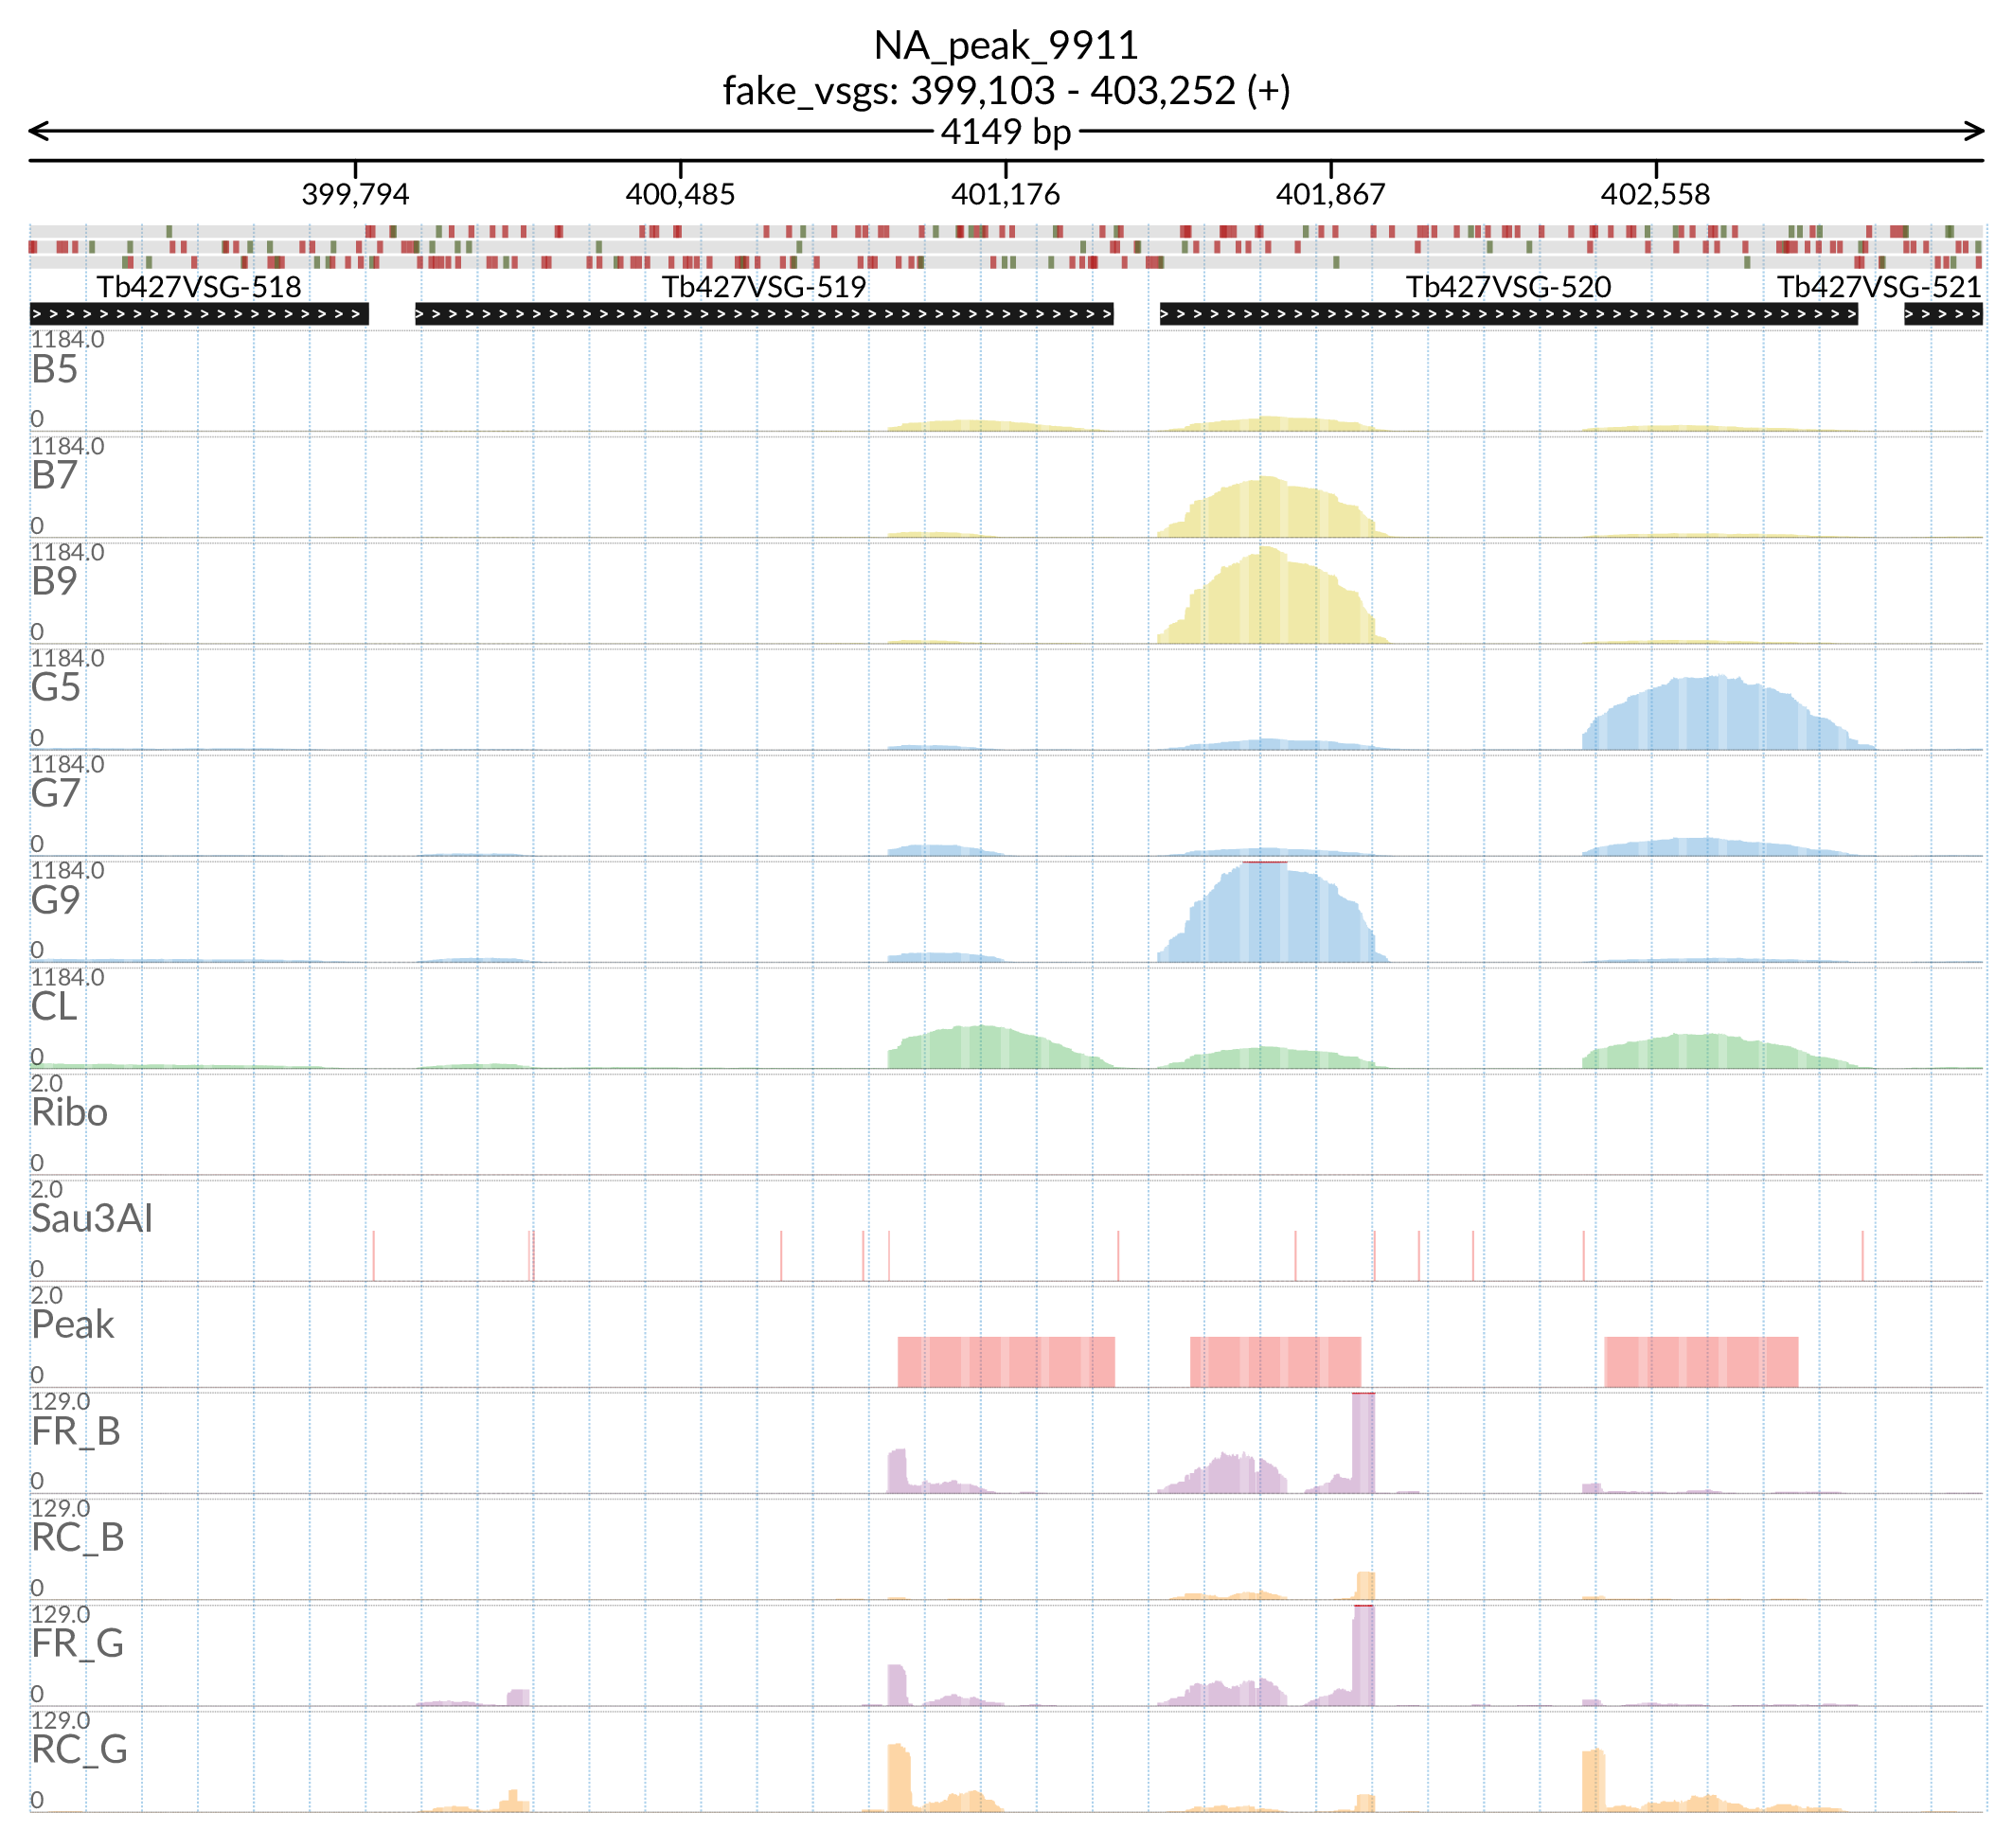 NA_peak_9911
fake_vsgs: 399,103 - 403,252 (+)
4149 bp
399,794 400,485 401,176 401,867 402,558
Tb427VSG-518 Tb427VSG-519 Tb427VSG-520 Tb427VSG-521
1184.0
B5
0
1184.0
B7
0
1184.0
B9
0
1184.0
G5
0
1184.0
G7
0
1184.0
G9
0
1184.0
CL
0
2.0
Ribo
0
2.0
Sau3AI
0
2.0
Peak
0
129.0
FR_B
0
129.0
RC_B
0
129.0
FR_G
0
129.0
RC_G
0